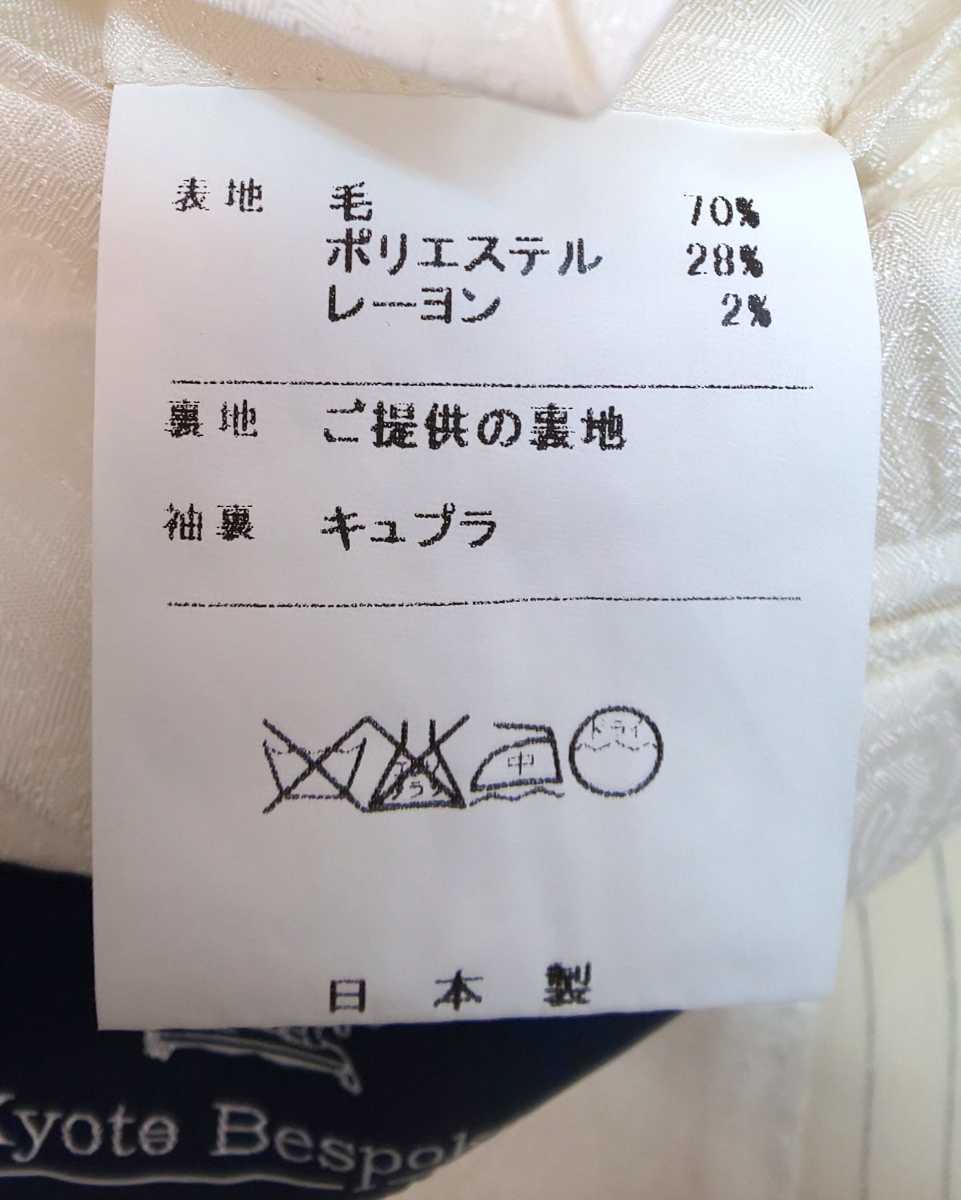 表地 毛 70%
ポリエステル 28%
レーヨン 2%
裏地 ご提供の裏地
袖裏 キュプラ
中
ドライ
日本製
Kyoto